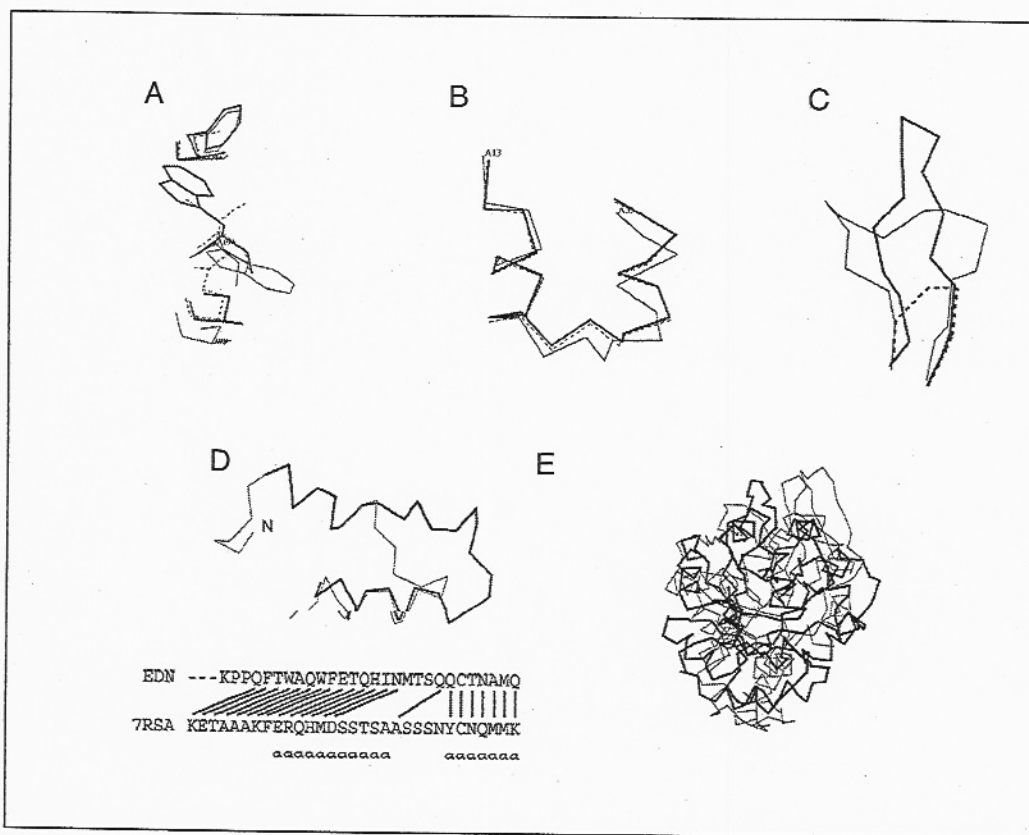 A
B
C
A13
D
E
N
EDN ---KPPQFTWAQWFETQHINMTSQQCTNAMQ
7RSA KETAAAKFERQHMDSSTSAASSSNYCNQMMK
aaaaaaaaaaa aaaaaaa